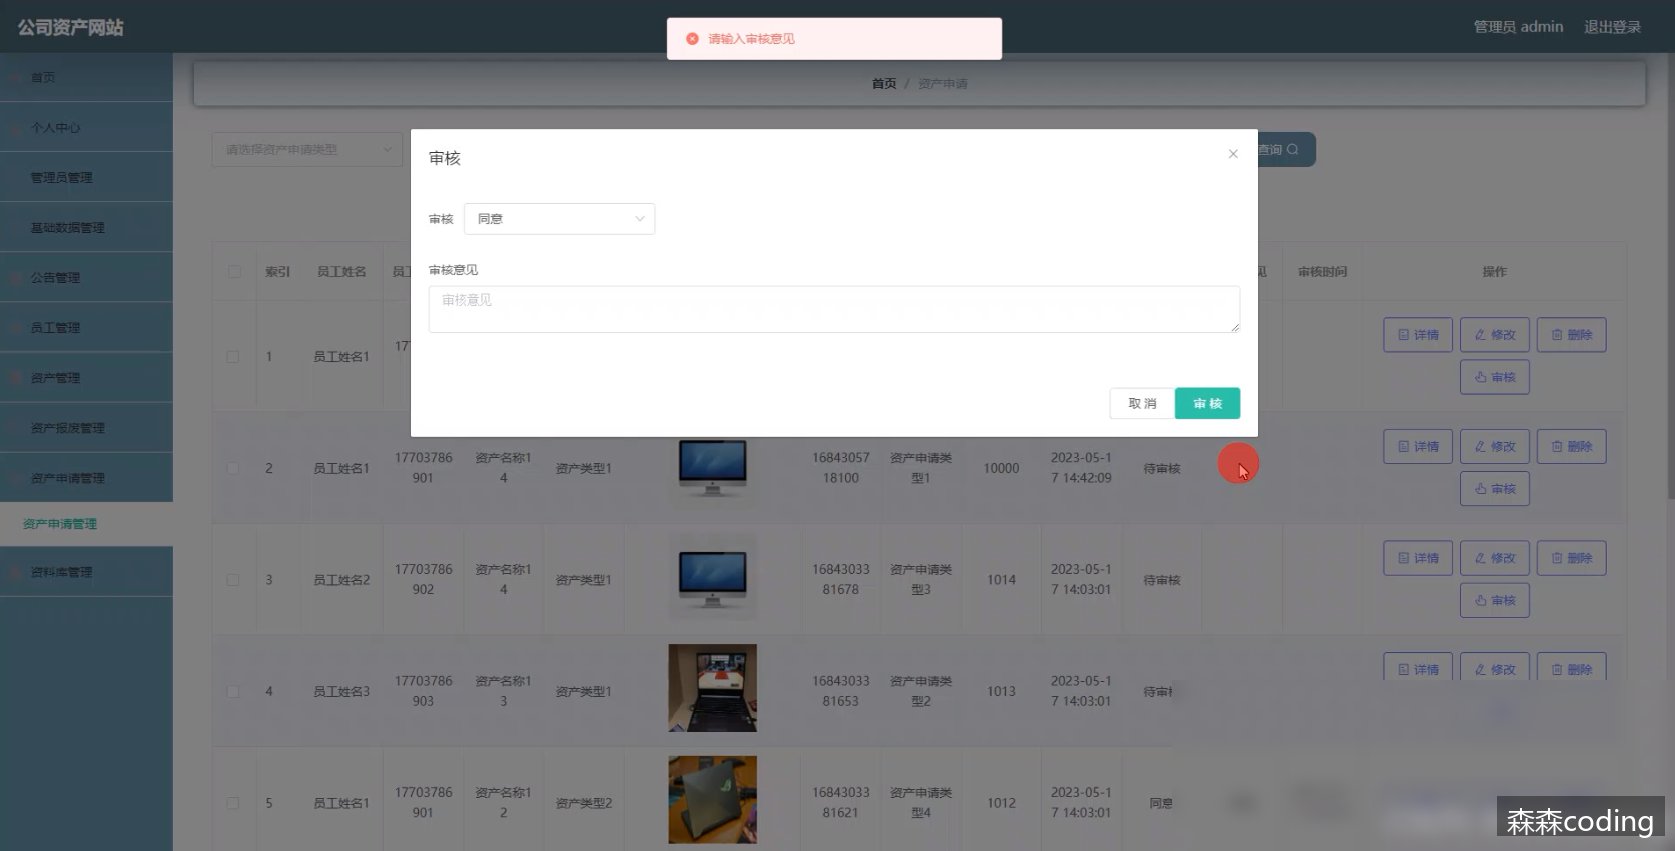 公司资产网站
管理员 admin
退出登录
请输入审核意见
首页
个人中心
管理员管理
基础数据管理
公告管理
员工管理
资产管理
资产报废管理
资产申请管理
资产申请管理
资料库管理
首页 / 资产申请
请选择资产申请类型
查询
审核
审核 同意
审核意见
审核意见
取 消
审 核
索引 员工姓名 审核时间 操作
1 员工姓名1
详情 修改 删除
审核
2 员工姓名1 17703786901 资产名称14 资产类型1 1684305718100 资产申请类型1 10000 2023-05-17 14:42:09 待审核
详情 修改 删除
审核
3 员工姓名2 17703786902 资产名称14 资产类型1 1684303381678 资产申请类型3 1014 2023-05-17 14:03:01 待审核
详情 修改 删除
审核
4 员工姓名3 17703786903 资产名称13 资产类型1 1684303381653 资产申请类型2 1013 2023-05-17 14:03:01 待审核
详情 修改 删除
5 员工姓名1 17703786901 资产名称12 资产类型2 1684303381621 资产申请类型4 1012 2023-05-17 14:03:01 同意
森森coding